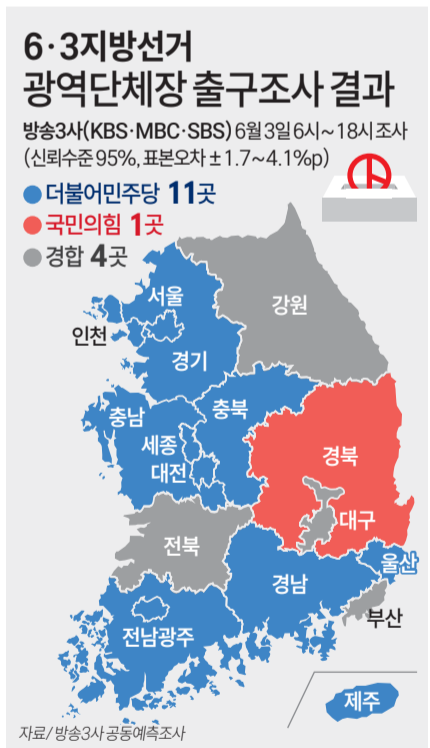 6·3지방선거
광역단체장 출구조사 결과
방송3사(KBS·MBC·SBS) 6월 3일 6시~18시 조사
(신뢰수준 95%, 표본오차 ±1.7~4.1%p)
더불어민주당 11곳
국민의힘 1곳
경합 4곳
서울
강원
인천
경기
충남
충북
세종
대전
경북
대구
전북
울산
경남
부산
전남광주
제주
자료/방송3사 공동예측조사